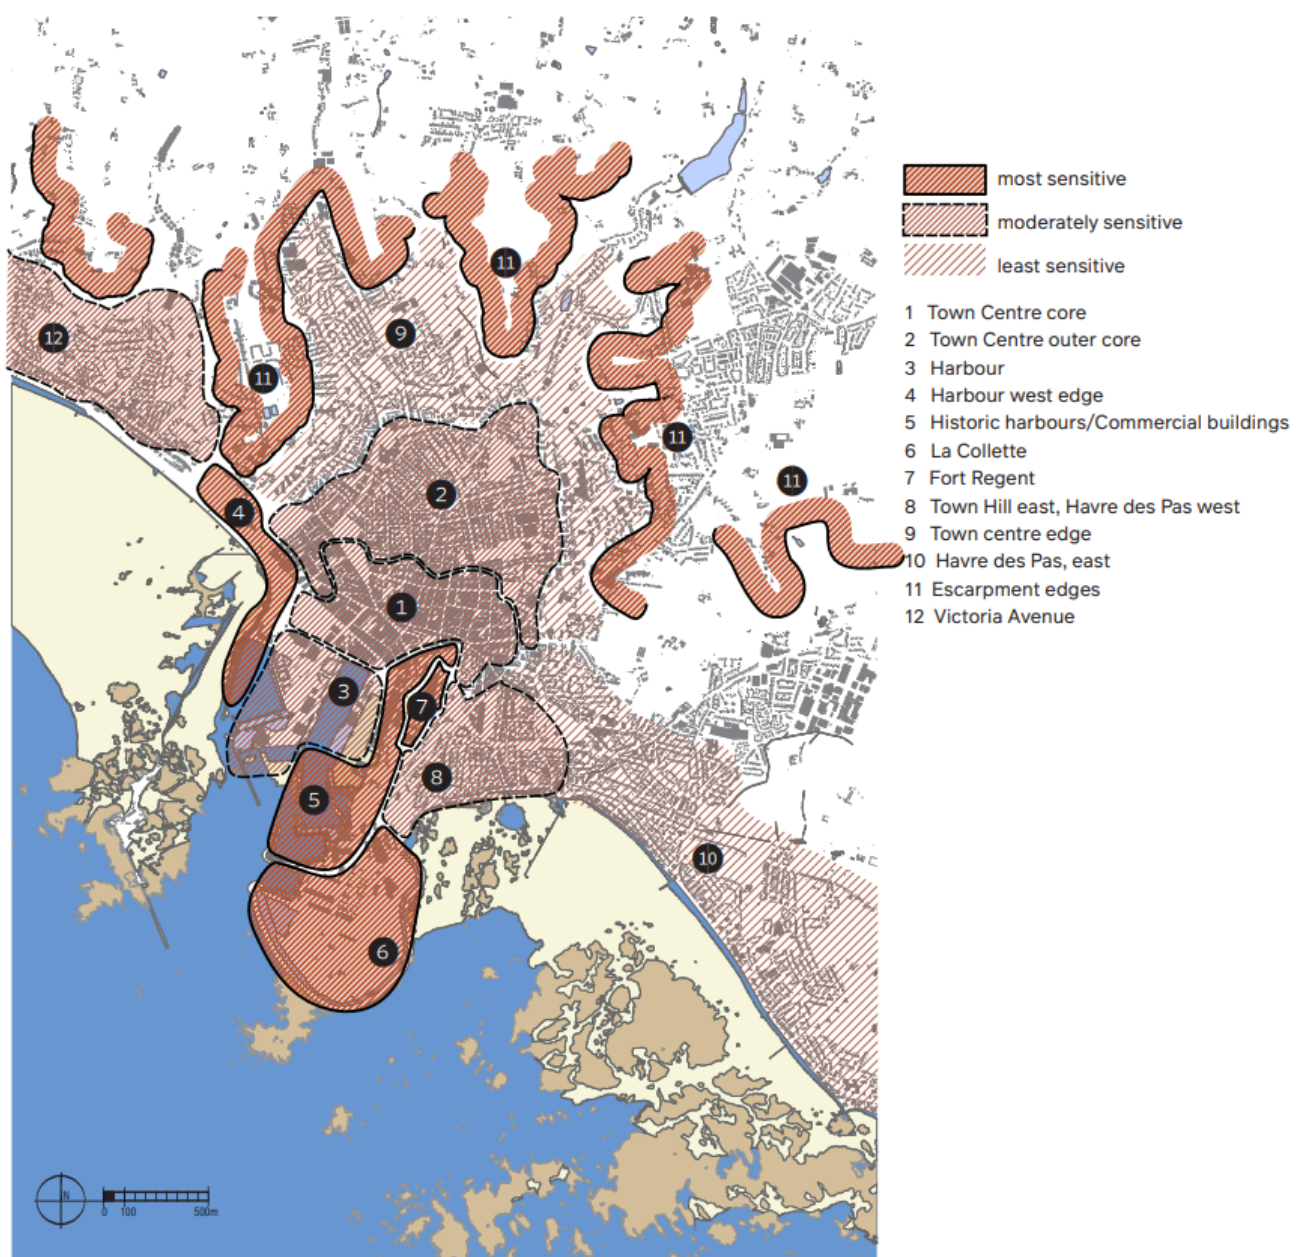 most sensitive
moderately sensitive
least sensitive
1 Town Centre core
2 Town Centre outer core
3 Harbour
4 Harbour west edge
5 Historic harbours/Commercial buildings
6 La Collette
7 Fort Regent
8 Town Hill east, Havre des Pas west
9 Town centre edge
10 Havre des Pas, east
11 Escarpment edges
12 Victoria Avenue
11
9
12
11
11
11
2
4
1
3
7
8
5
10
6
N
0 100 500m